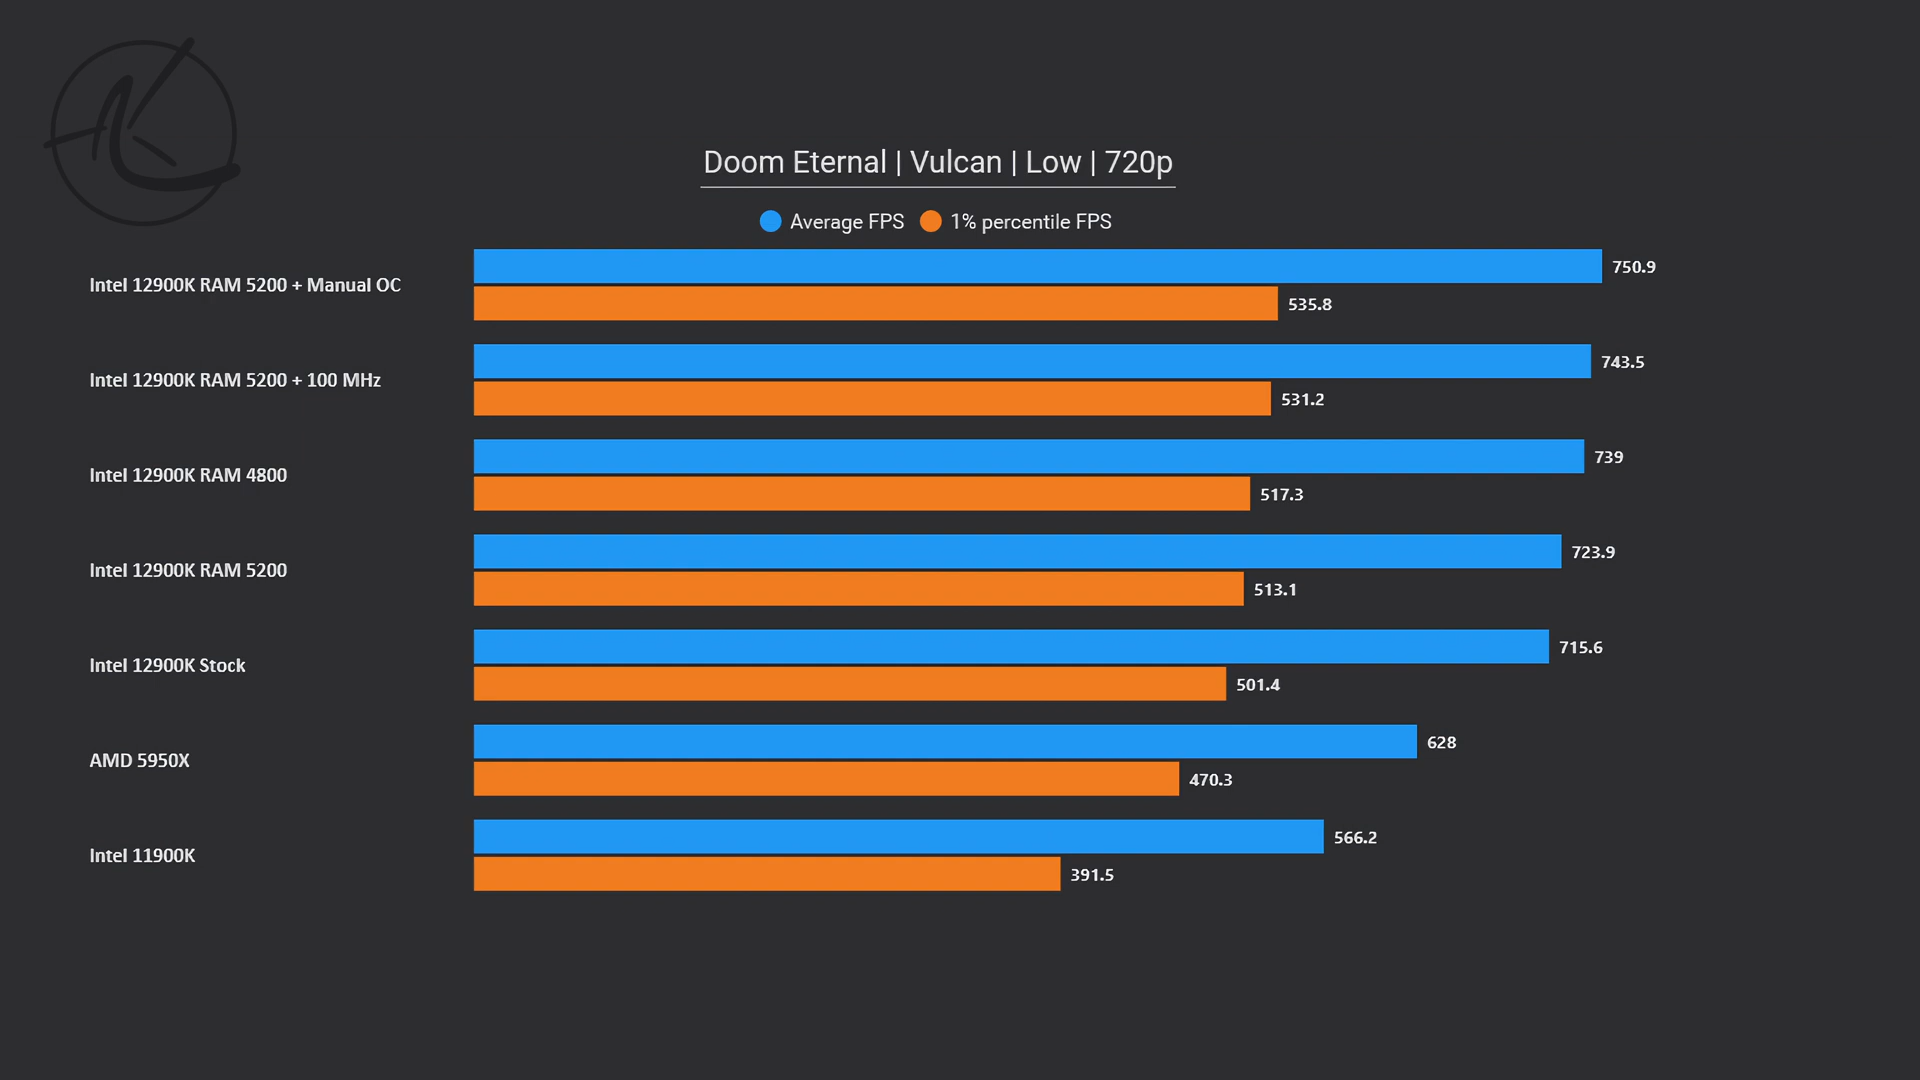 Doom Eternal | Vulcan | Low | 720p
Average FPS 1% percentile FPS
Intel 12900K RAM 5200 + Manual OC
750.9
535.8
Intel 12900K RAM 5200 + 100 MHz
743.5
531.2
Intel 12900K RAM 4800
739
517.3
Intel 12900K RAM 5200
723.9
513.1
Intel 12900K Stock
715.6
501.4
AMD 5950X
628
470.3
Intel 11900K
566.2
391.5